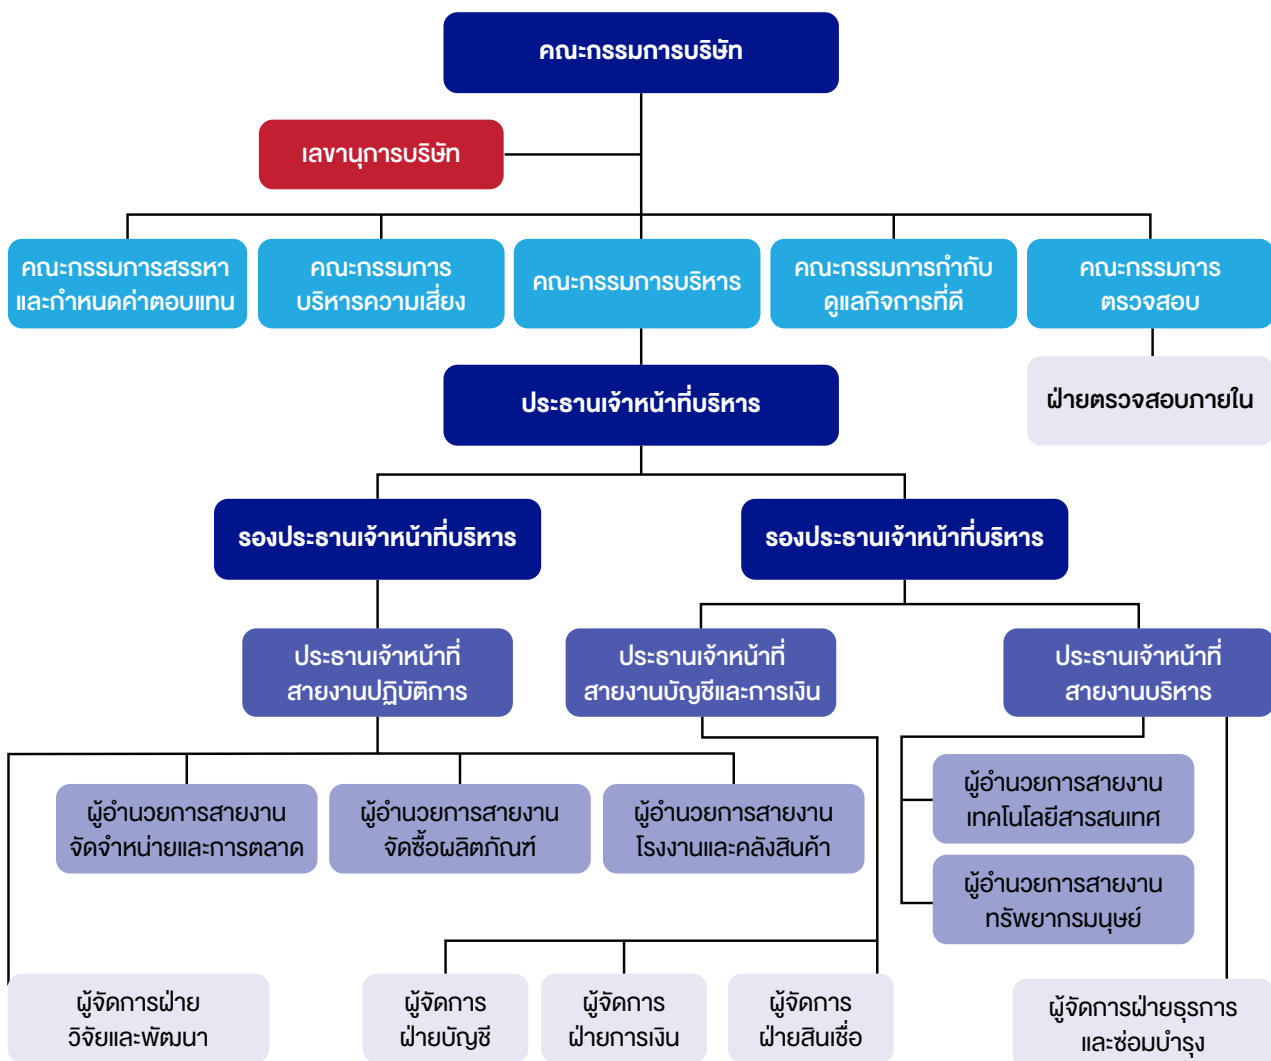 คณะกรรมการบริษัท
เลขานุการบริษัท
คณะกรรมการสรรหา
และกำหนดค่าตอบแทน
คณะกรรมการ
บริหารความเสี่ยง
คณะกรรมการบริหาร
คณะกรรมการกำกับ
ดูแลกิจการที่ดี
คณะกรรมการ
ตรวจสอบ
ประธานเจ้าหน้าที่บริหาร
ฝ่ายตรวจสอบภายใน
รองประธานเจ้าหน้าที่บริหาร
รองประธานเจ้าหน้าที่บริหาร
ประธานเจ้าหน้าที่
สายงานปฏิบัติการ
ประธานเจ้าหน้าที่
สายงานบัญชีและการเงิน
ประธานเจ้าหน้าที่
สายงานบริหาร
ผู้อำนวยการสายงาน
จัดจำหน่ายและการตลาด
ผู้อำนวยการสายงาน
จัดซื้อผลิตภัณฑ์
ผู้อำนวยการสายงาน
โรงงานและคลังสินค้า
ผู้อำนวยการสายงาน
เทคโนโลยีสารสนเทศ
ผู้อำนวยการสายงาน
ทรัพยากรมนุษย์
ผู้จัดการฝ่าย
วิจัยและพัฒนา
ผู้จัดการ
ฝ่ายบัญชี
ผู้จัดการ
ฝ่ายการเงิน
ผู้จัดการ
ฝ่ายสินเชื่อ
ผู้จัดการฝ่ายธุรการ
และซ่อมบำรุง